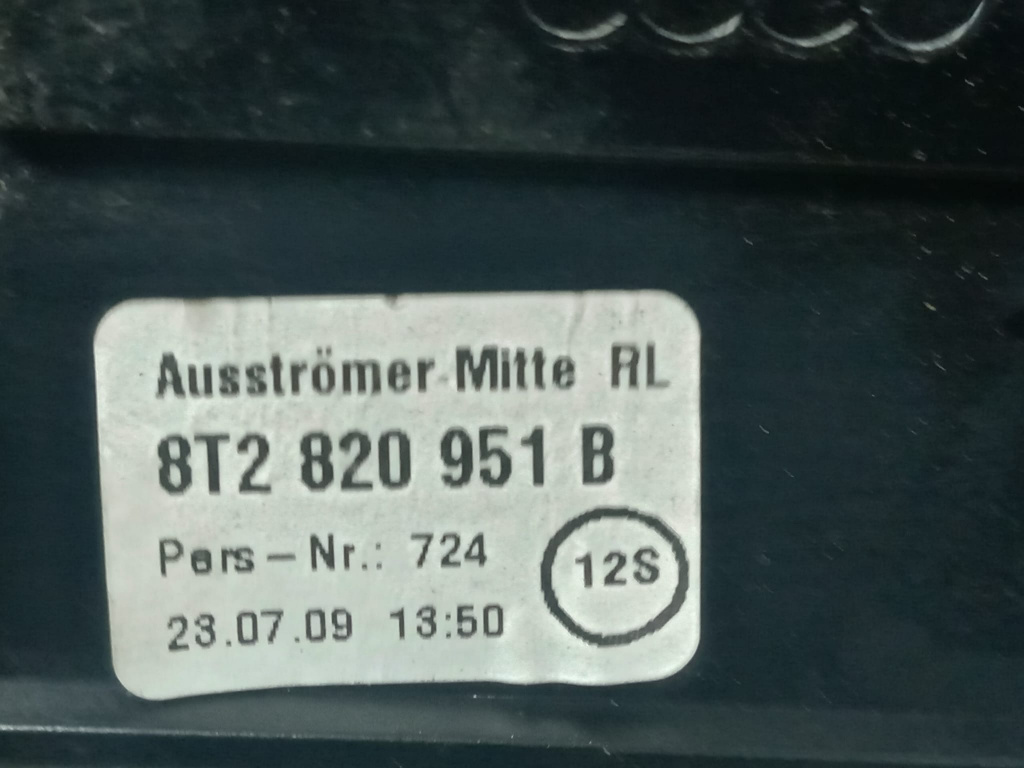 Ausströmer Mitte RL
8T2 820 951 B
Pers-Nr.: 724
12S
23.07.09 13:50